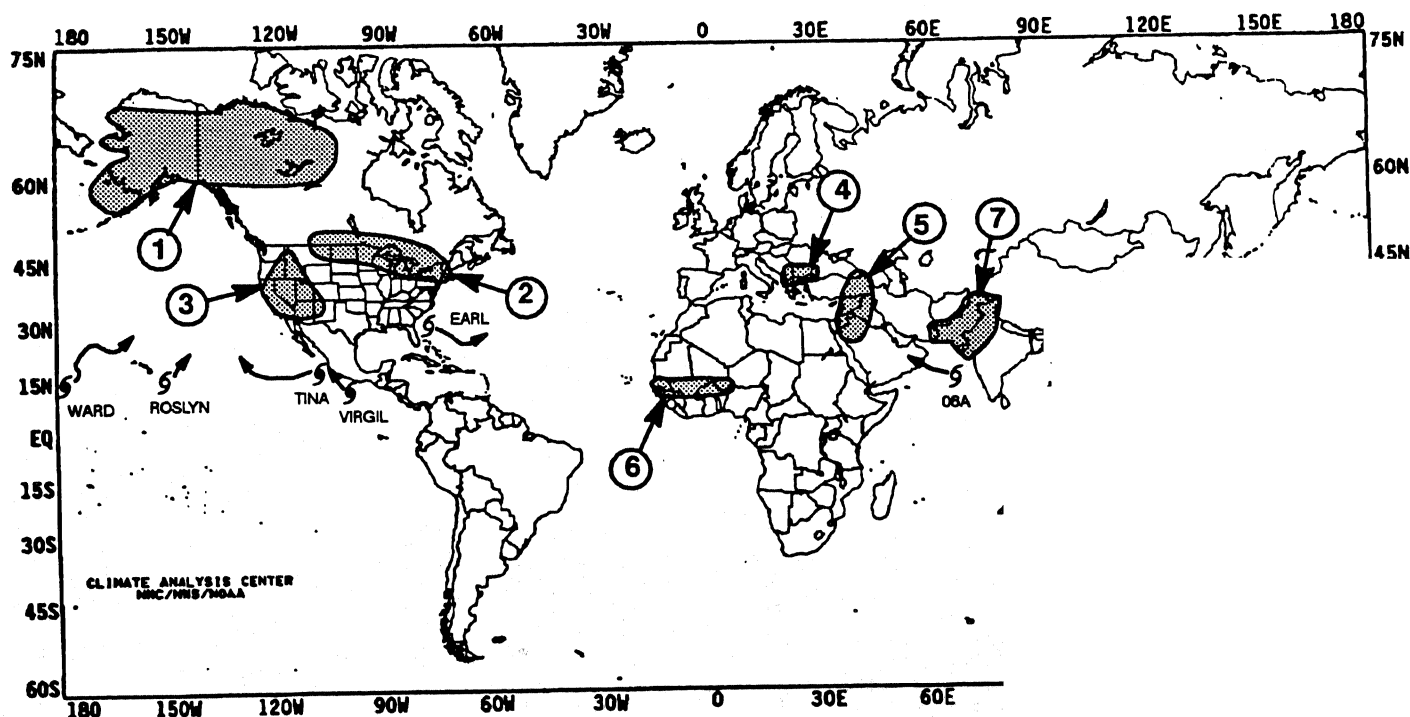 180 150W 120W 90W 60W 30W 0 30E 60E 90E 120E 150E 180
75N 75N
60N 60N
4
7
1
5
45N 45N
2
3
EARL
30N
15N
WARD ROSLYN TINA VIRGIL 06A
EQ
6
15S
30S
CLIMATE ANALYSIS CENTER
NMC/NWS/NOAA
45S
60S
180 150W 120W 90W 60W 30W 0 30E 60E